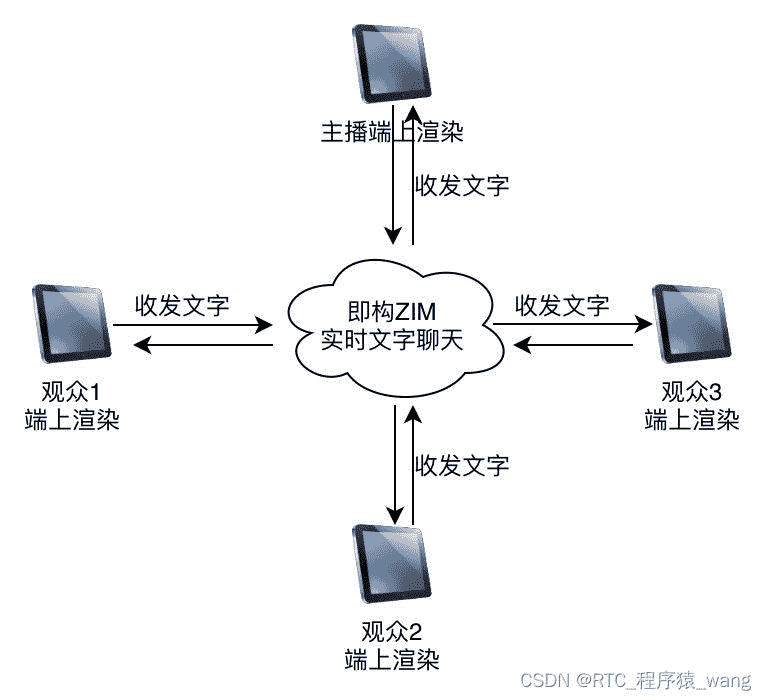 主播端上渲染
收发文字
收发文字
即构ZIM
实时文字聊天
收发文字
观众1
端上渲染
观众3
端上渲染
收发文字
观众2
端上渲染
CSDN @RTC_程序猿_wang